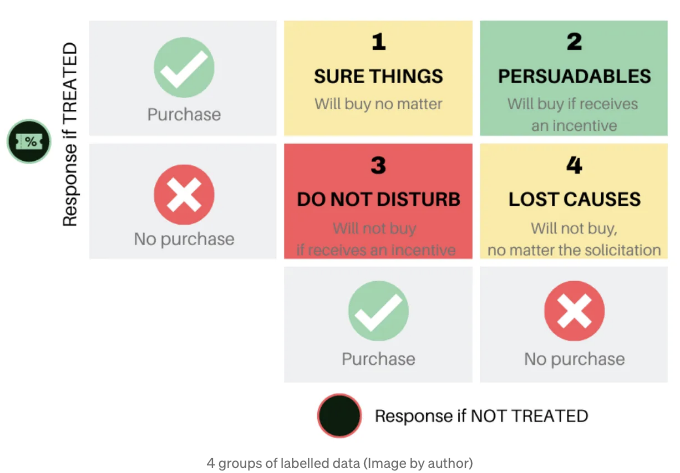 Response if TREATED
%
Purchase
1
SURE THINGS
Will buy no matter
2
PERSUADABLES
Will buy if receives
an incentive
No purchase
3
DO NOT DISTURB
Will not buy
if receives an incentive
4
LOST CAUSES
Will not buy,
no matter the solicitation
Purchase
No purchase
Response if NOT TREATED
4 groups of labelled data (Image by author)